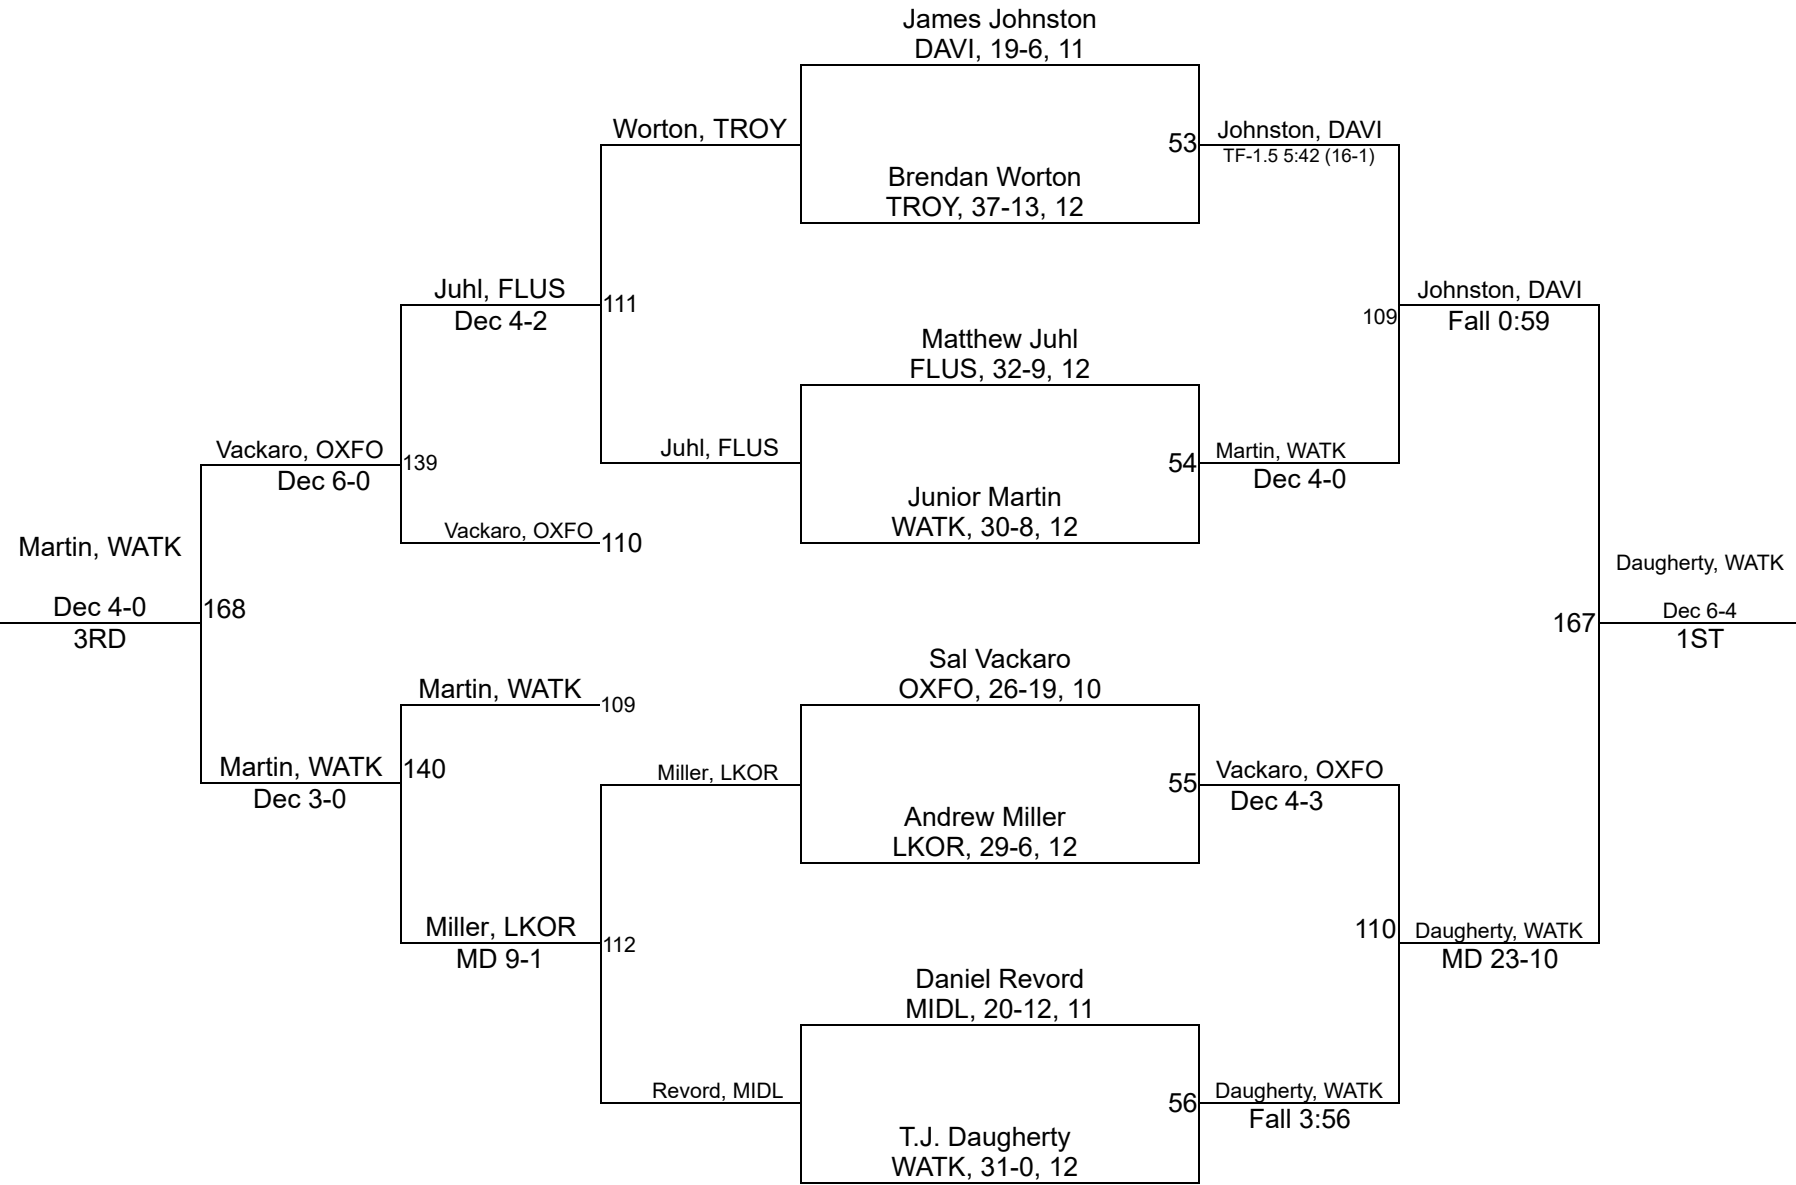 James Johnston
DAVI, 19-6, 11
Worton, TROY
53
Johnston, DAVI
TF-1.5 5:42 (16-1)
Brendan Worton
TROY, 37-13, 12
Juhl, FLUS
Dec 4-2
111
109
Johnston, DAVI
Fall 0:59
Matthew Juhl
FLUS, 32-9, 12
Vackaro, OXFO
Dec 6-0
139
Juhl, FLUS
54
Martin, WATK
Dec 4-0
Junior Martin
WATK, 30-8, 12
Vackaro, OXFO
110
Martin, WATK
Dec 4-0
3RD
168
167
Daugherty, WATK
Dec 6-4
1ST
Sal Vackaro
OXFO, 26-19, 10
Martin, WATK
109
Martin, WATK
Dec 3-0
140
Miller, LKOR
55
Vackaro, OXFO
Dec 4-3
Andrew Miller
LKOR, 29-6, 12
Miller, LKOR
MD 9-1
112
110
Daugherty, WATK
MD 23-10
Daniel Revord
MIDL, 20-12, 11
Revord, MIDL
56
Daugherty, WATK
Fall 3:56
T.J. Daugherty
WATK, 31-0, 12